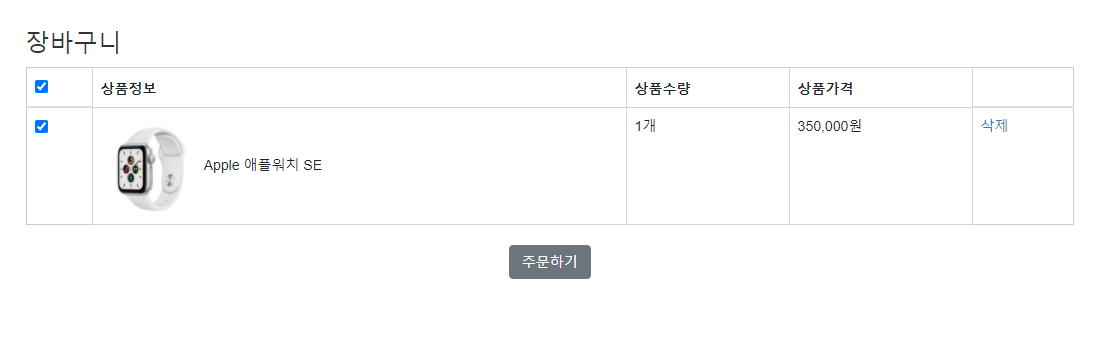 장바구니
상품정보 상품수량 상품가격
1개 350,000원 삭제
Apple 애플워치 SE
주문하기